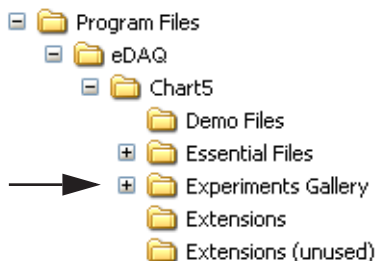 Program Files
eDAQ
Chart5
Demo Files
Essential Files
Experiments Gallery
Extensions
Extensions (unused)